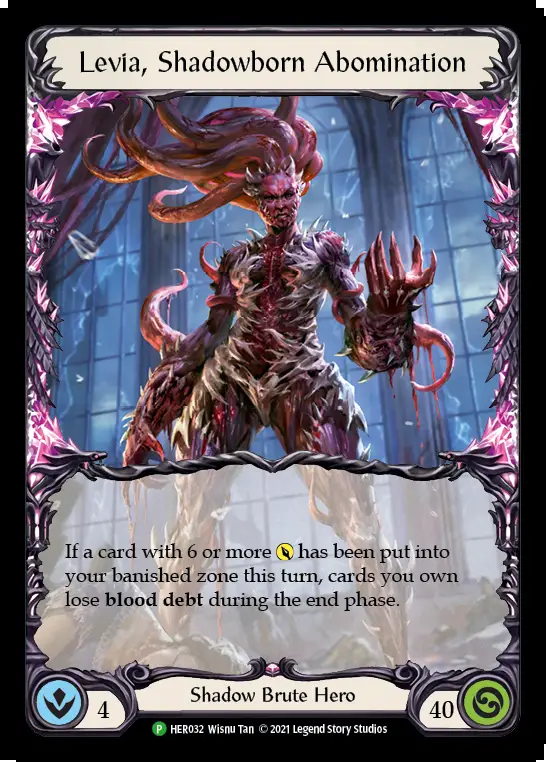 Levia, Shadowborn Abomination
If a card with 6 or more has been put into
your banished zone this turn, cards you own
lose blood debt during the end phase.
Shadow Brute Hero
4
40
P HER032 Wisnu Tan © 2021 Legend Story Studios